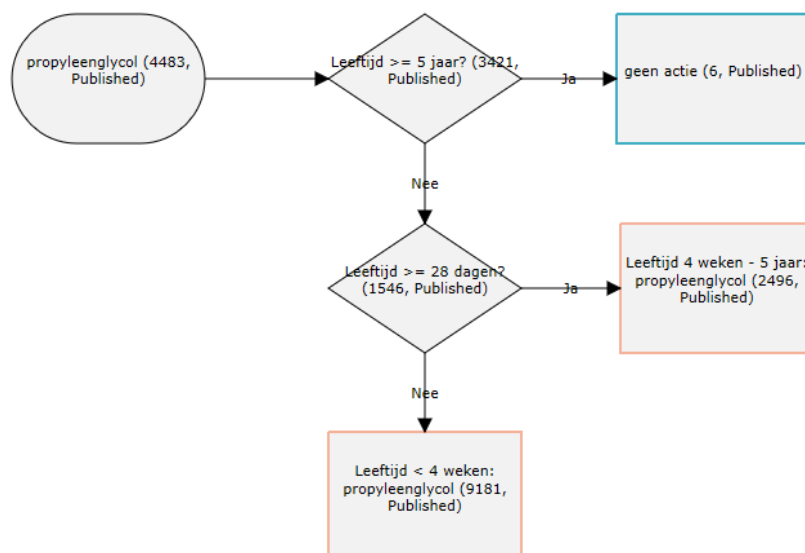 propyleenglycol (4483,
Published)
Leeftijd >= 5 jaar? (3421,
Published)
Ja
geen actie (6, Published)
Nee
Leeftijd >= 28 dagen?
(1546, Published)
Ja
Leeftijd 4 weken - 5 jaar:
propyleenglycol (2496,
Published)
Nee
Leeftijd < 4 weken:
propyleenglycol (9181,
Published)